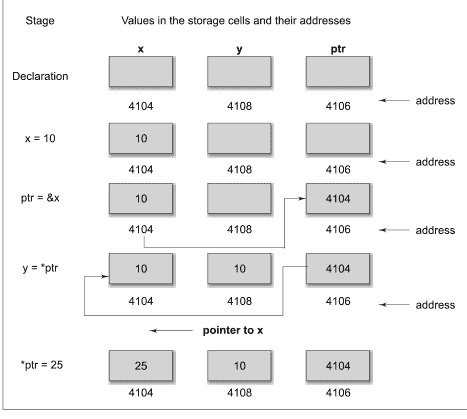 Stage Values in the storage cells and their addresses
x y ptr
Declaration
4104 4108 4106 address
x = 10 10
4104 4108 4106 address
ptr = &x 10 4104
4104 4108 4106 address
y = *ptr 10 10 4104
4104 4108 4106 address
pointer to x
*ptr = 25 25 10 4104
4104 4108 4106